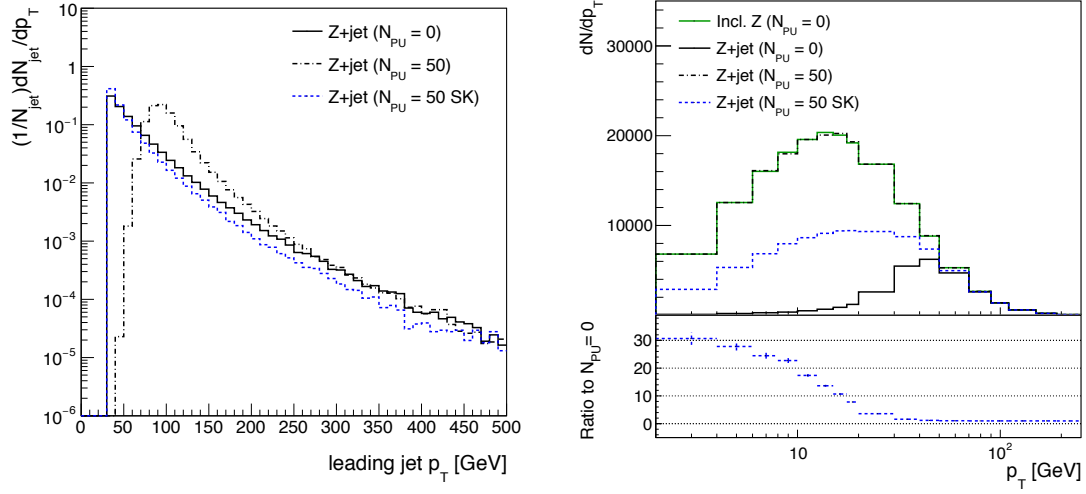 (1/N_jet)dN_jet/dp_T
10
1
10^-1
10^-2
10^-3
10^-4
10^-5
10^-6
Z+jet (N_PU = 0)
Z+jet (N_PU = 50)
Z+jet (N_PU = 50 SK)
0 50 100 150 200 250 300 350 400 450 500
leading jet p_T [GeV]
dN/dp_T
30000
20000
10000
Incl. Z (N_PU = 0)
Z+jet (N_PU = 0)
Z+jet (N_PU = 50)
Z+jet (N_PU = 50 SK)
Ratio to N_PU = 0
30
20
10
0
10 10^2
p_T [GeV]